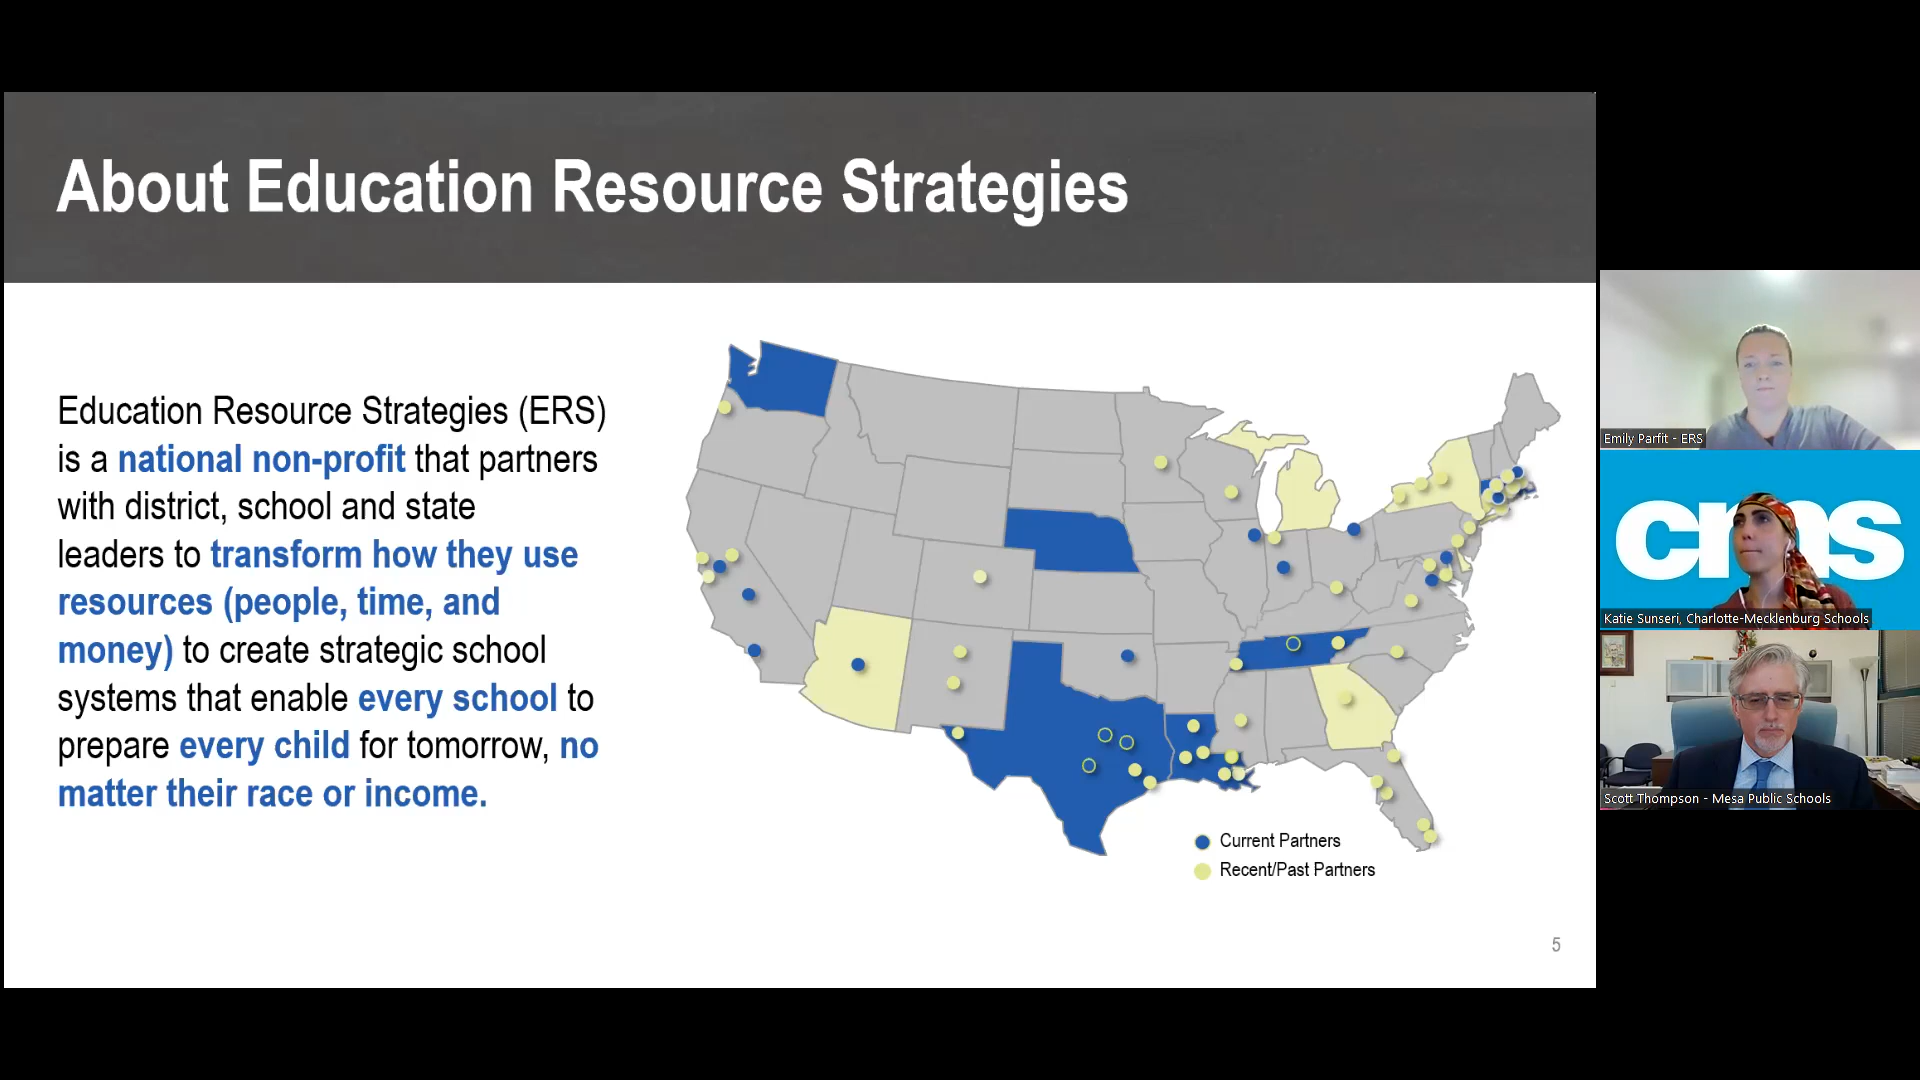 About Education Resource Strategies
Education Resource Strategies (ERS)
is a national non-profit that partners
with district, school and state
leaders to transform how they use
resources (people, time, and
money) to create strategic school
systems that enable every school to
prepare every child for tomorrow, no
matter their race or income.
Current Partners
Recent/Past Partners
5
Emily Parfit - ERS
cms
Katie Sunseri, Charlotte-Mecklenburg Schools
Scott Thompson - Mesa Public Schools